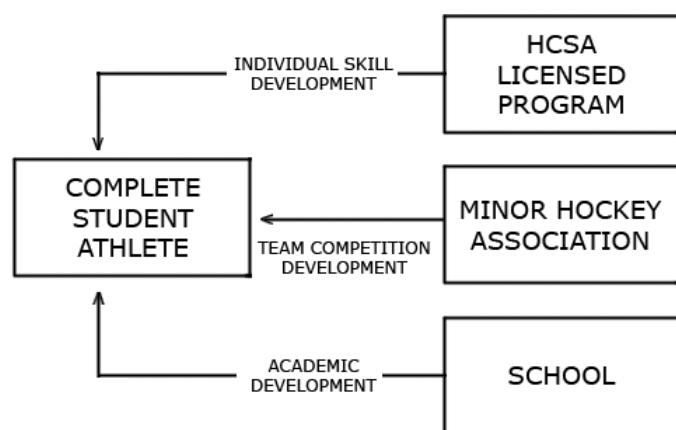 HCSA
LICENSED
PROGRAM
INDIVIDUAL SKILL
DEVELOPMENT
COMPLETE
STUDENT
ATHLETE
MINOR HOCKEY
ASSOCIATION
TEAM COMPETITION
DEVELOPMENT
ACADEMIC
DEVELOPMENT
SCHOOL